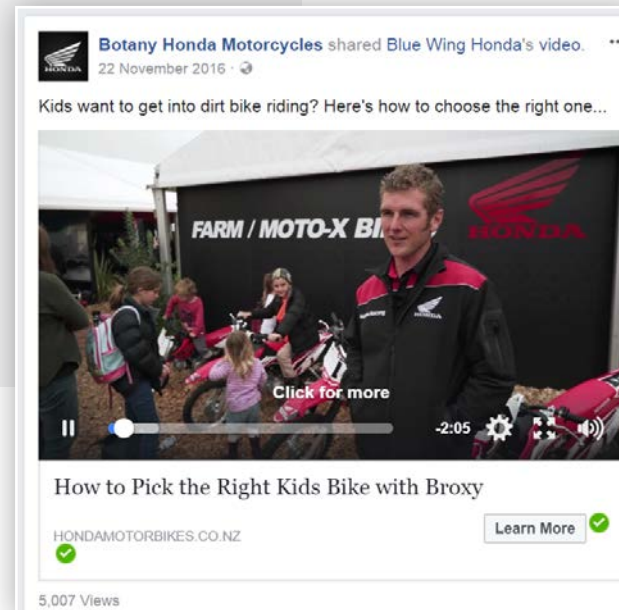 Botany Honda Motorcycles shared Blue Wing Honda's video.
22 November 2016 ·
Kids want to get into dirt bike riding? Here's how to choose the right one...
FARM / MOTO-X BI
HONDA
HONDA
HONDA
Click for more
-2:05
How to Pick the Right Kids Bike with Broxy
HONDAMOTORBIKES.CO.NZ
Learn More
5,007 Views